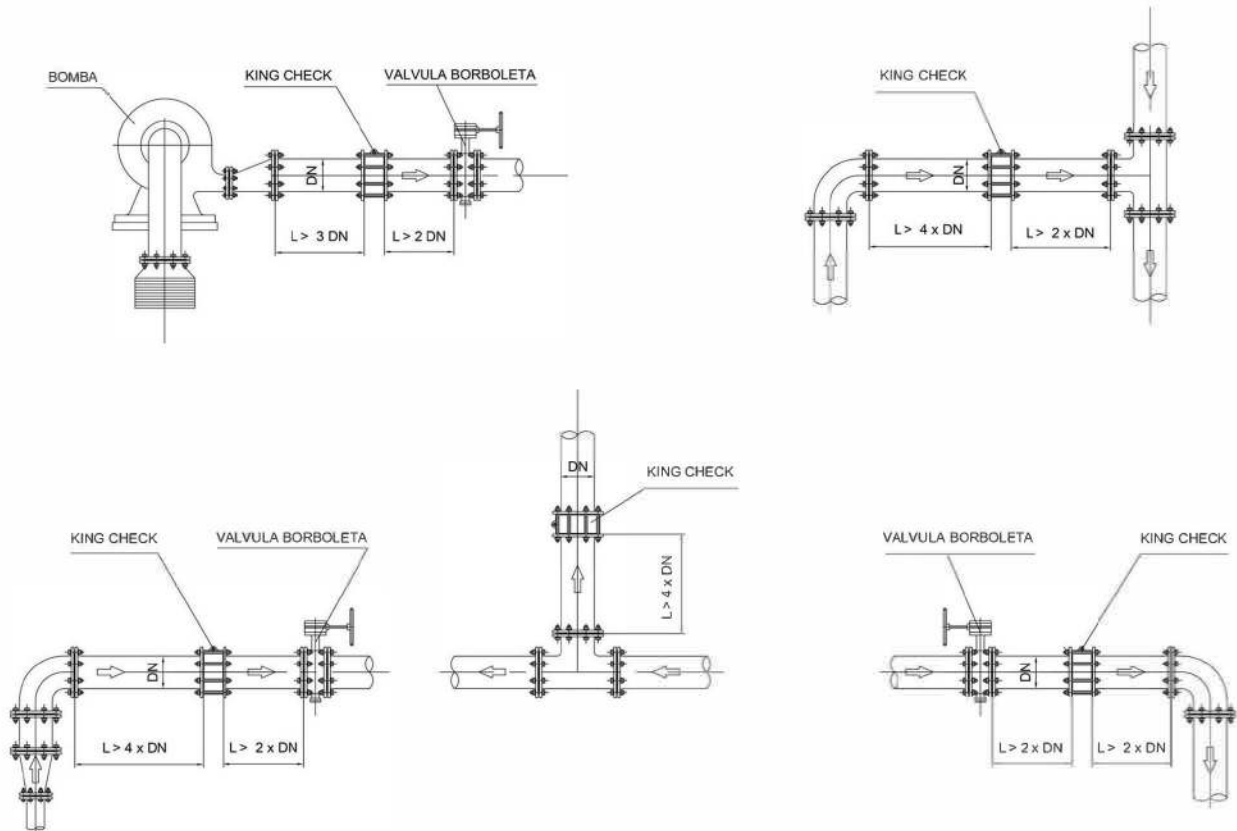 BOMBA
KING CHECK
VALVULA BORBOLETA
DN
L > 3 DN
L > 2 DN
KING CHECK
DN
L > 4 x DN
L > 2 x DN
KING CHECK
VALVULA BORBOLETA
DN
L > 4 x DN
L > 2 x DN
DN
KING CHECK
L > 4 x DN
VALVULA BORBOLETA
KING CHECK
DN
L > 2 x DN
L > 2 x DN